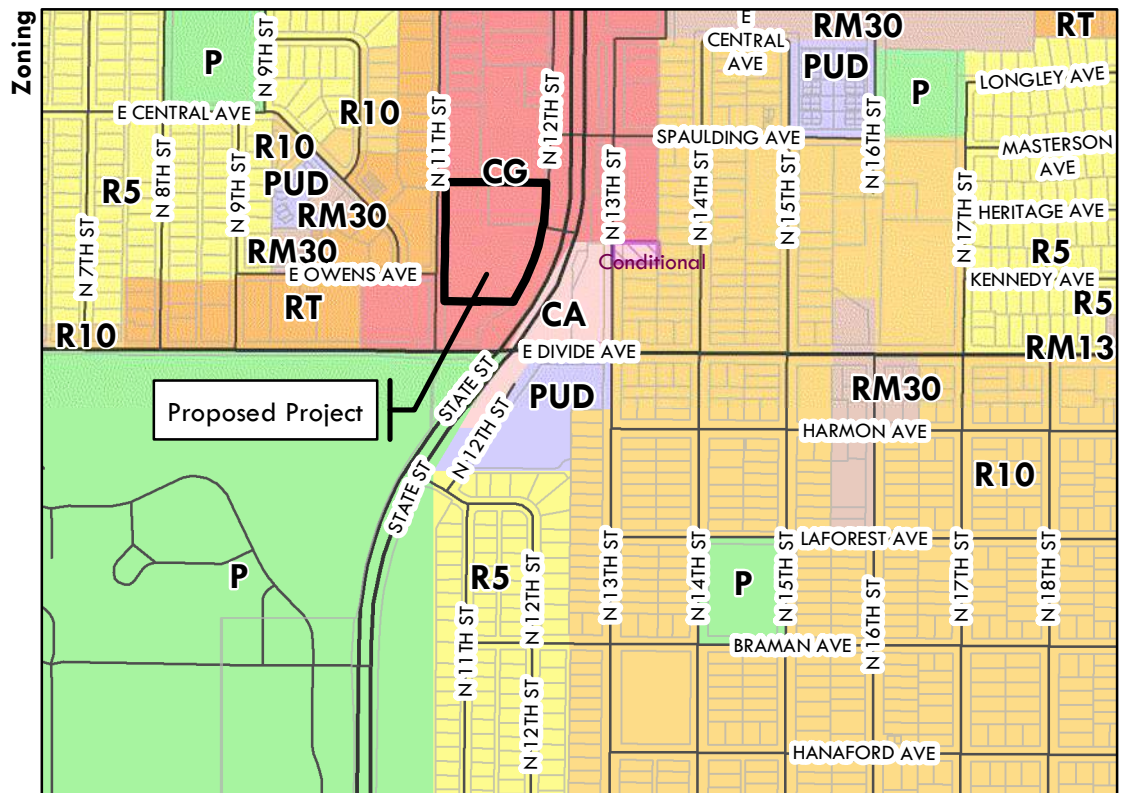 Zoning
P
N 9TH ST
E CENTRAL AVE
R10
R10
N 8TH ST
N 9TH ST
R5
PUD
RM30
RM30
N 7TH ST
E OWENS AVE
RT
R10
N 11TH ST
N 12TH ST
CG
E
CENTRAL
AVE
RM30
RT
PUD
P
LONGLEY AVE
N 16TH ST
SPAULDING AVE
MASTERSON
AVE
N 13TH ST
N 14TH ST
N 15TH ST
N 17TH ST
HERITAGE AVE
R5
Conditional
KENNEDY AVE
R5
CA
E DIVIDE AVE
RM13
Proposed Project
STATE ST
N 12TH ST
PUD
RM30
HARMON AVE
STATE ST
R10
LAFOREST AVE
P
R5
N 11TH ST
N 12TH ST
N 13TH ST
N 14TH ST
P
N 15TH ST
N 16TH ST
N 17TH ST
N 18TH ST
BRAMAN AVE
N 12TH ST
HANAFORD AVE